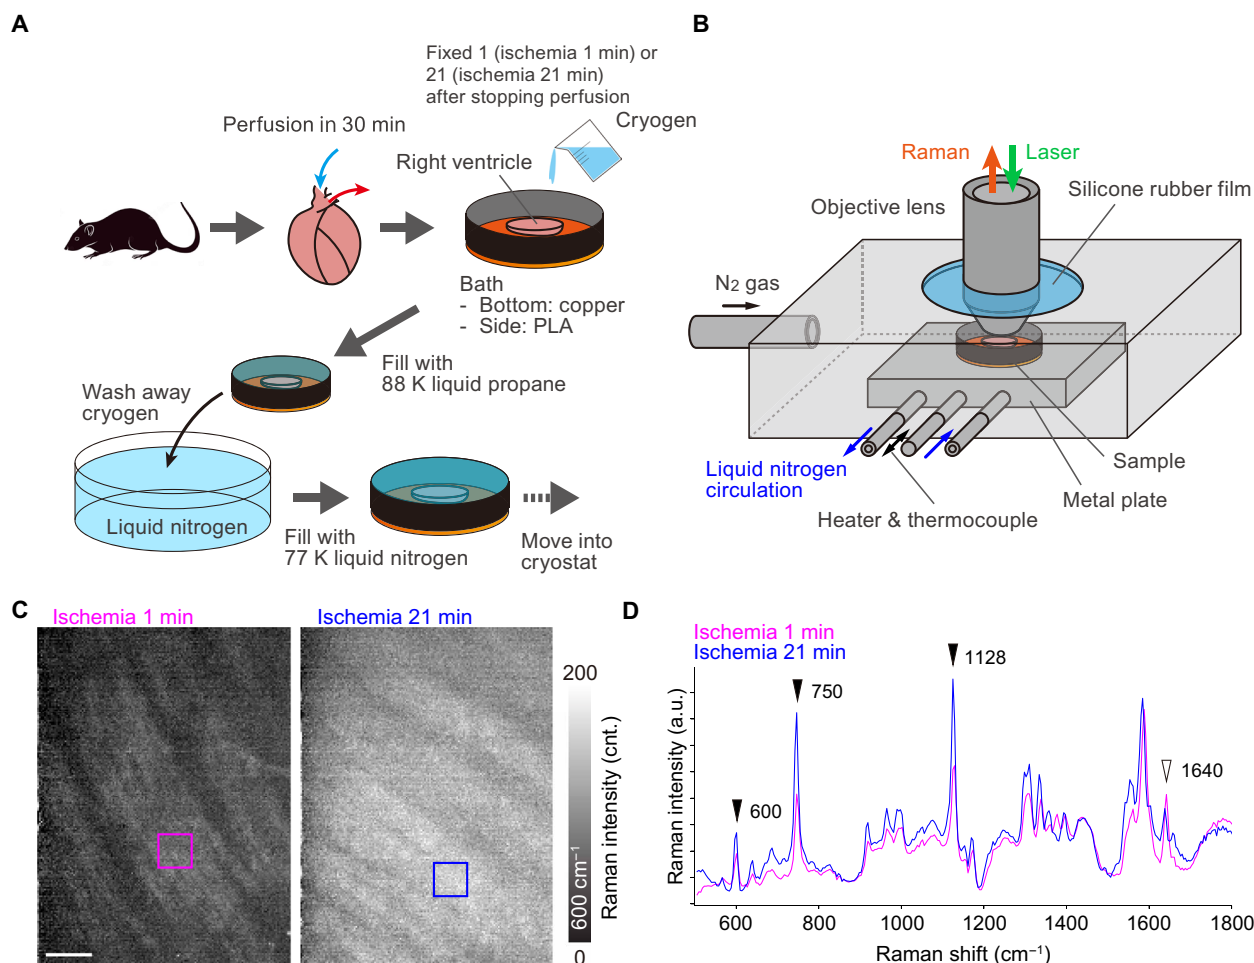 A
Fixed 1 (ischemia 1 min) or
21 (ischemia 21 min)
after stopping perfusion
Perfusion in 30 min
Cryogen
Right ventricle
Bath
- Bottom: copper
- Side: PLA
Fill with
88 K liquid propane
Wash away
cryogen
Liquid nitrogen
Fill with
77 K liquid nitrogen
Move into
cryostat
B
Raman
Laser
Silicone rubber film
Objective lens
N2 gas
Liquid nitrogen
circulation
Sample
Metal plate
Heater & thermocouple
C
Ischemia 1 min
Ischemia 21 min
200
600 cm⁻¹
0
Raman intensity (cnt.)
D
Ischemia 1 min
Ischemia 21 min
1128
750
600
1640
Raman intensity (a.u.)
600 800 1000 1200 1400 1600 1800
Raman shift (cm⁻¹)